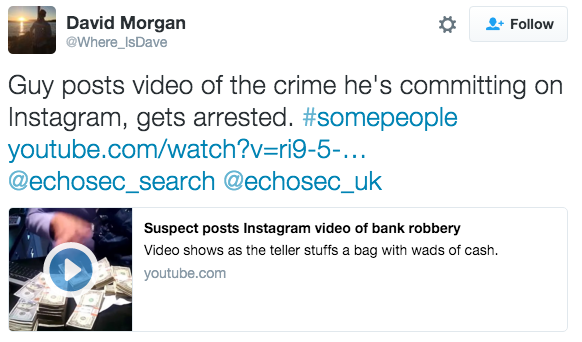 David Morgan
@Where_IsDave
Follow
Guy posts video of the crime he's committing on
Instagram, gets arrested. #somepeople
youtube.com/watch?v=ri9-5-…
@echosec_search @echosec_uk
Suspect posts Instagram video of bank robbery
Video shows as the teller stuffs a bag with wads of cash.
youtube.com